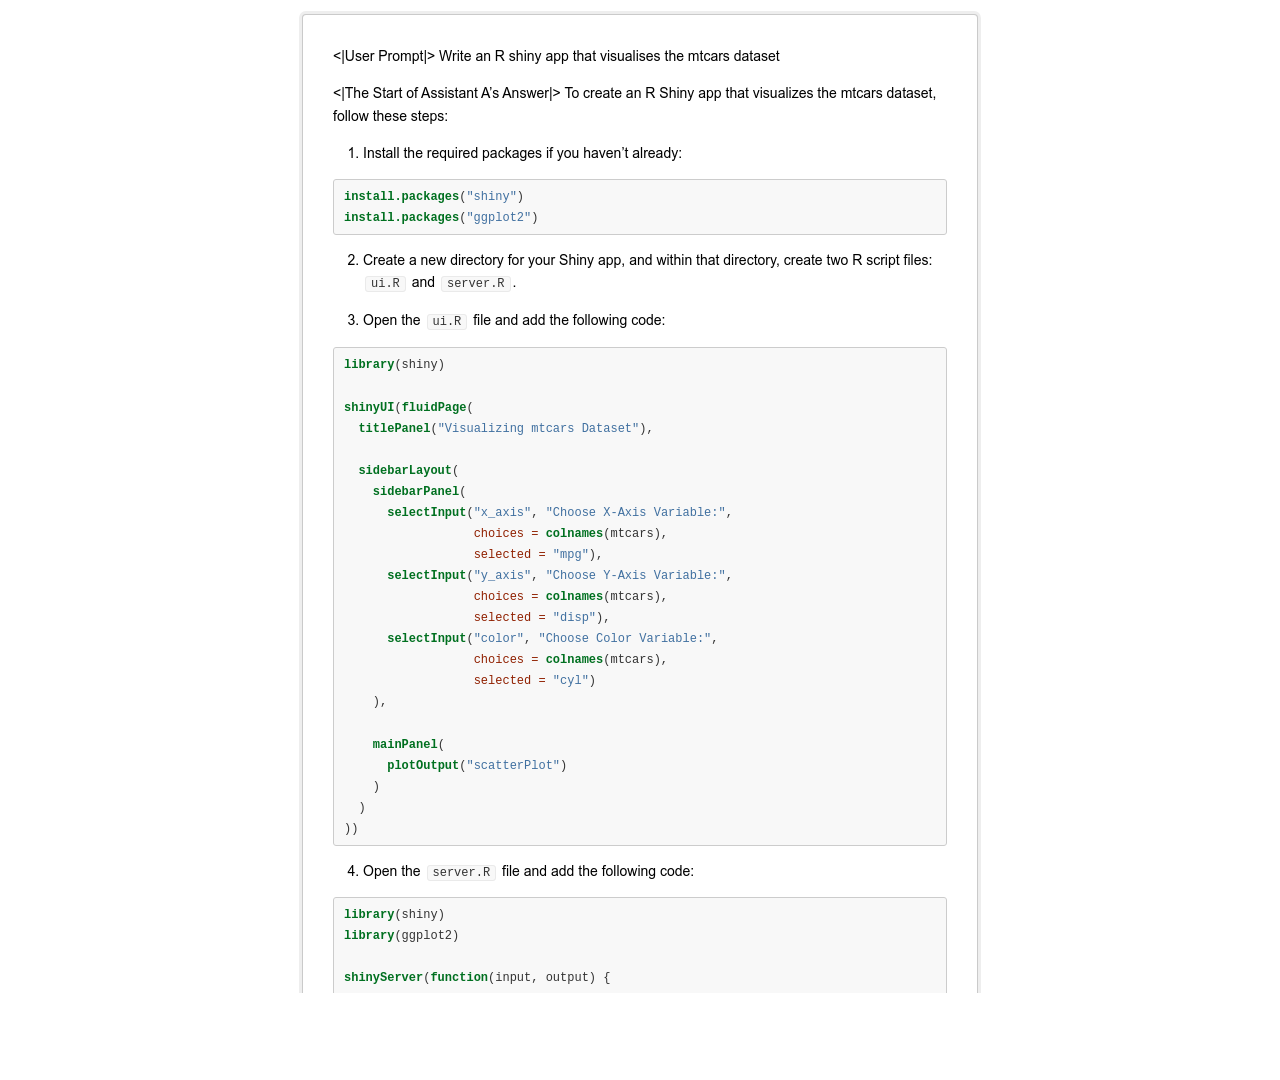 <|User Prompt|> Write an R shiny app that visualises the mtcars dataset
<|The Start of Assistant A’s Answer|> To create an R Shiny app that visualizes the mtcars dataset,
follow these steps:
1. Install the required packages if you haven’t already:
install.packages("shiny")
install.packages("ggplot2")
2. Create a new directory for your Shiny app, and within that directory, create two R script files:
ui.R and server.R.
3. Open the ui.R file and add the following code:
library(shiny)

shinyUI(fluidPage(
  titlePanel("Visualizing mtcars Dataset"),

  sidebarLayout(
    sidebarPanel(
      selectInput("x_axis", "Choose X-Axis Variable:",
                  choices = colnames(mtcars),
                  selected = "mpg"),
      selectInput("y_axis", "Choose Y-Axis Variable:",
                  choices = colnames(mtcars),
                  selected = "disp"),
      selectInput("color", "Choose Color Variable:",
                  choices = colnames(mtcars),
                  selected = "cyl")
    ),

    mainPanel(
      plotOutput("scatterPlot")
    )
  )
))
4. Open the server.R file and add the following code:
library(shiny)
library(ggplot2)

shinyServer(function(input, output) {